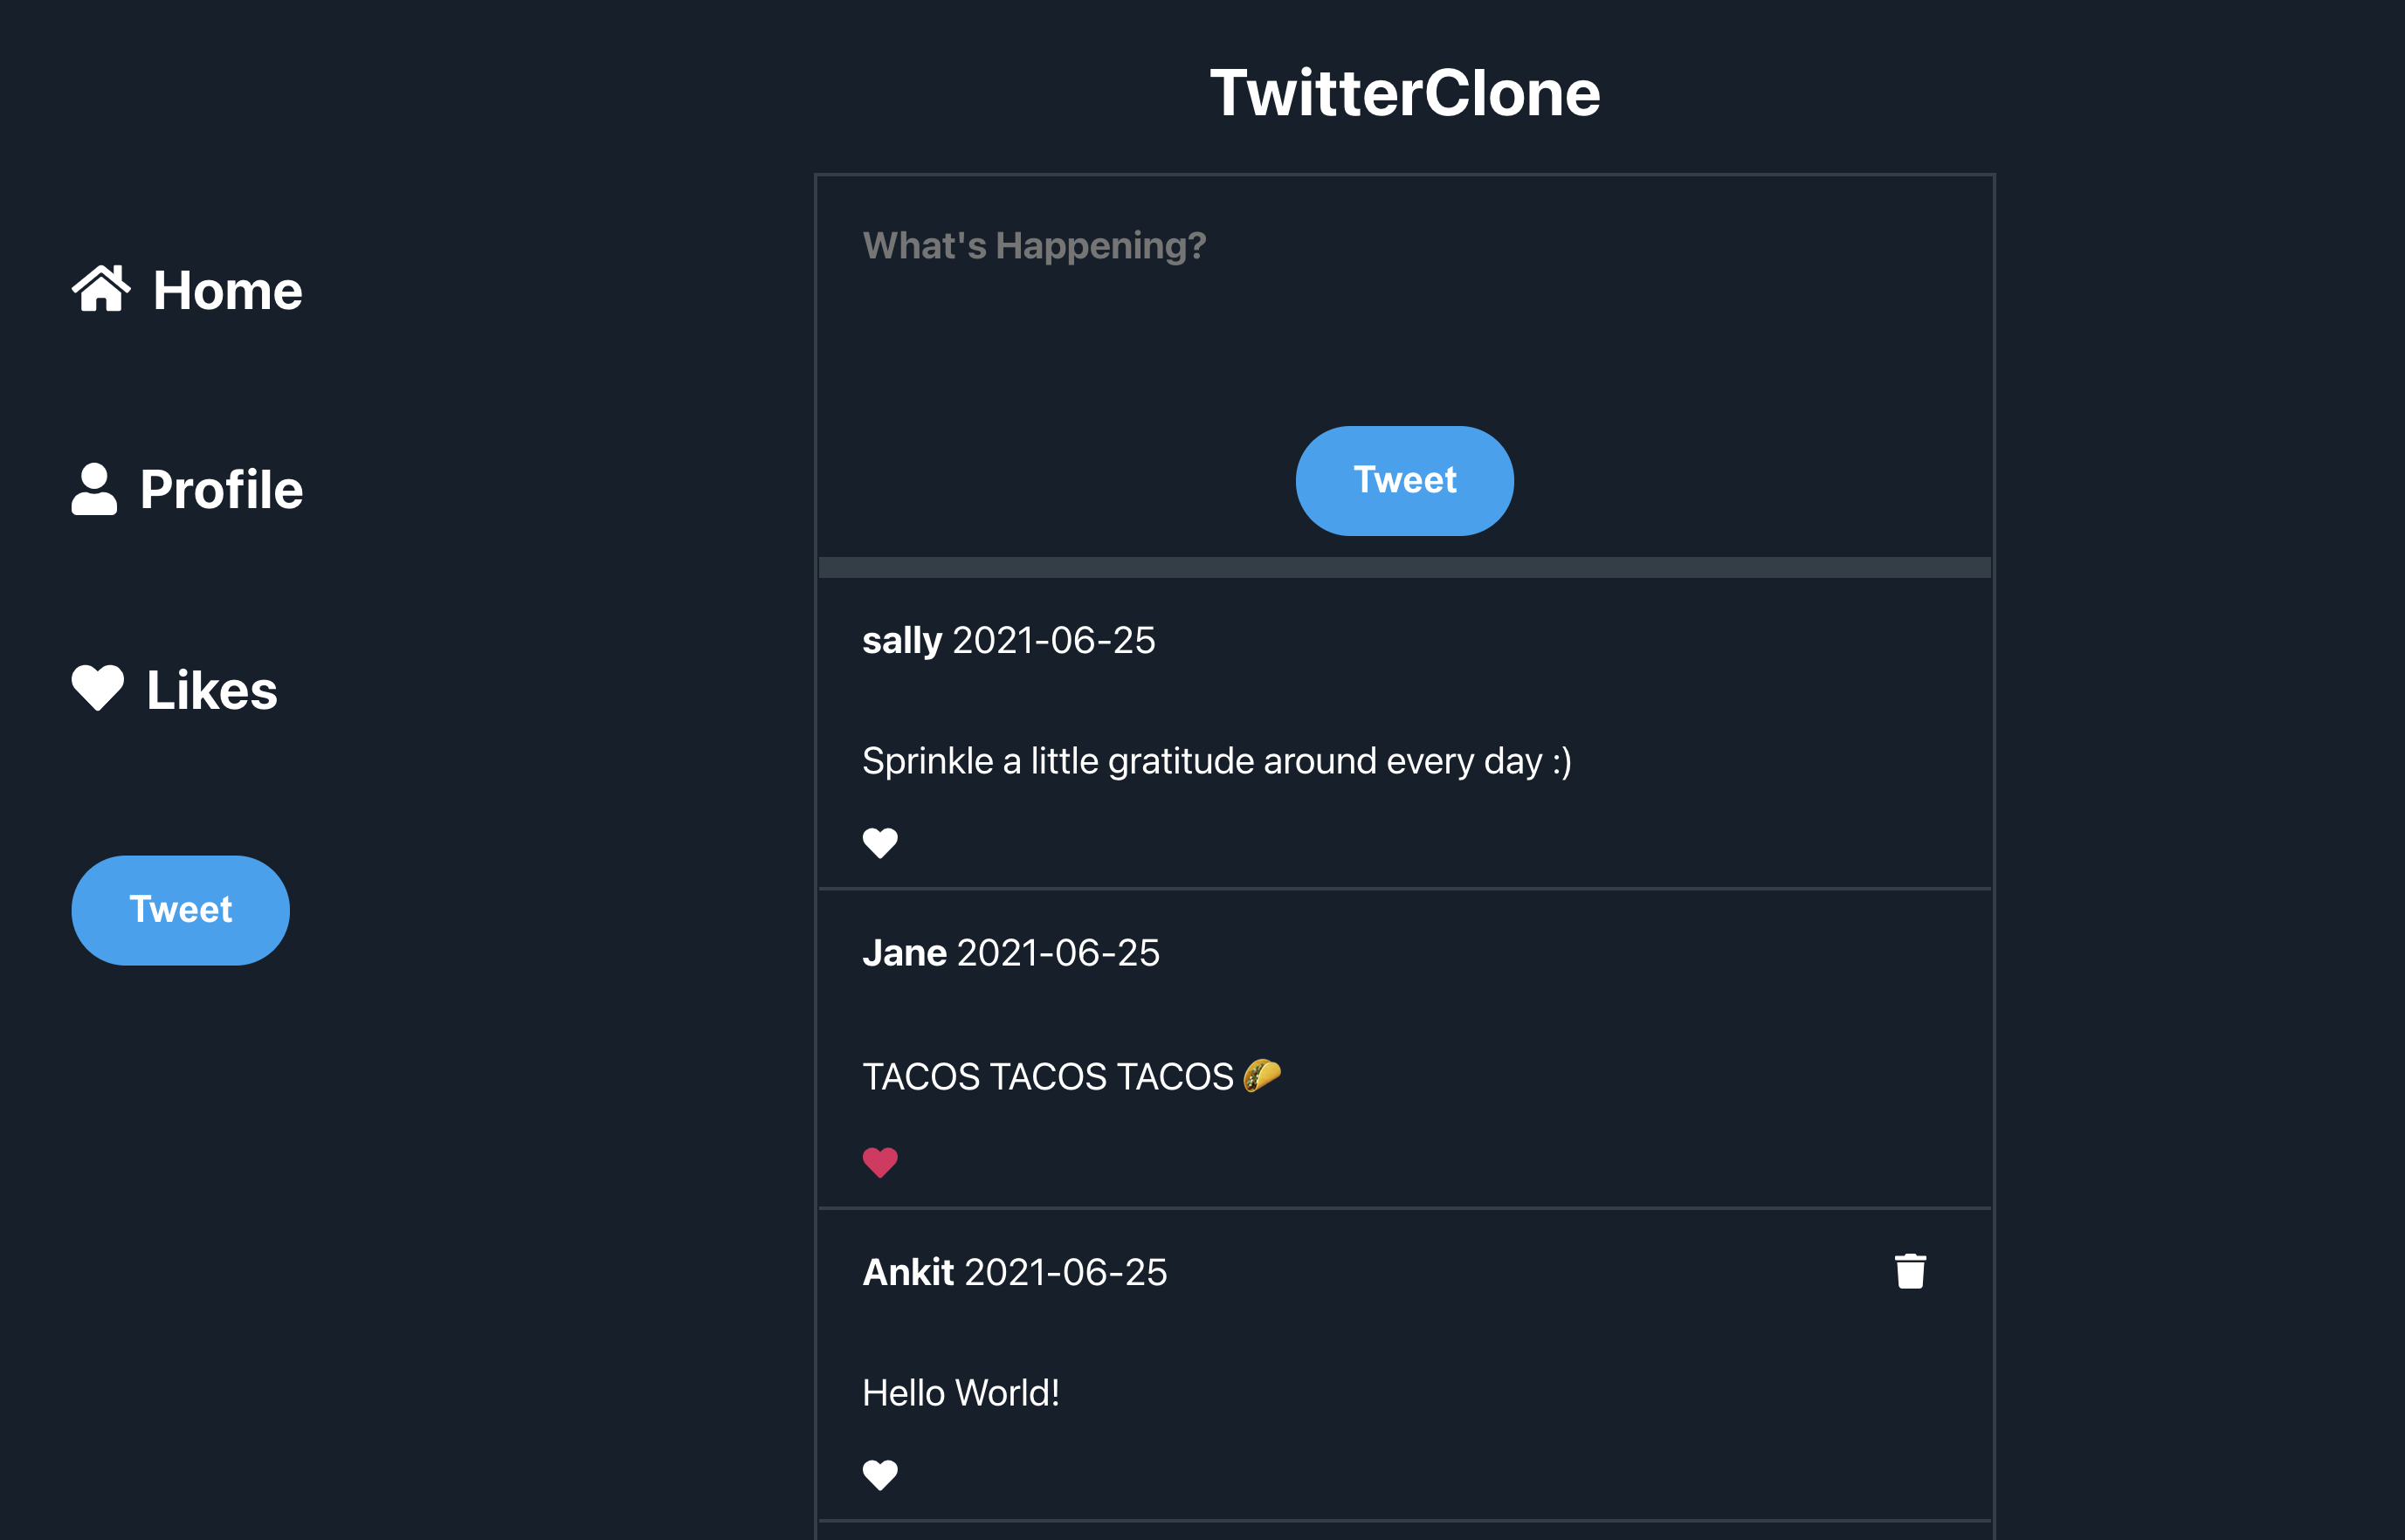 TwitterClone
Home
Profile
Likes
Tweet
What's Happening?
Tweet
sally 2021-06-25
Sprinkle a little gratitude around every day :)
Jane 2021-06-25
TACOS TACOS TACOS 🌮
Ankit 2021-06-25
Hello World!